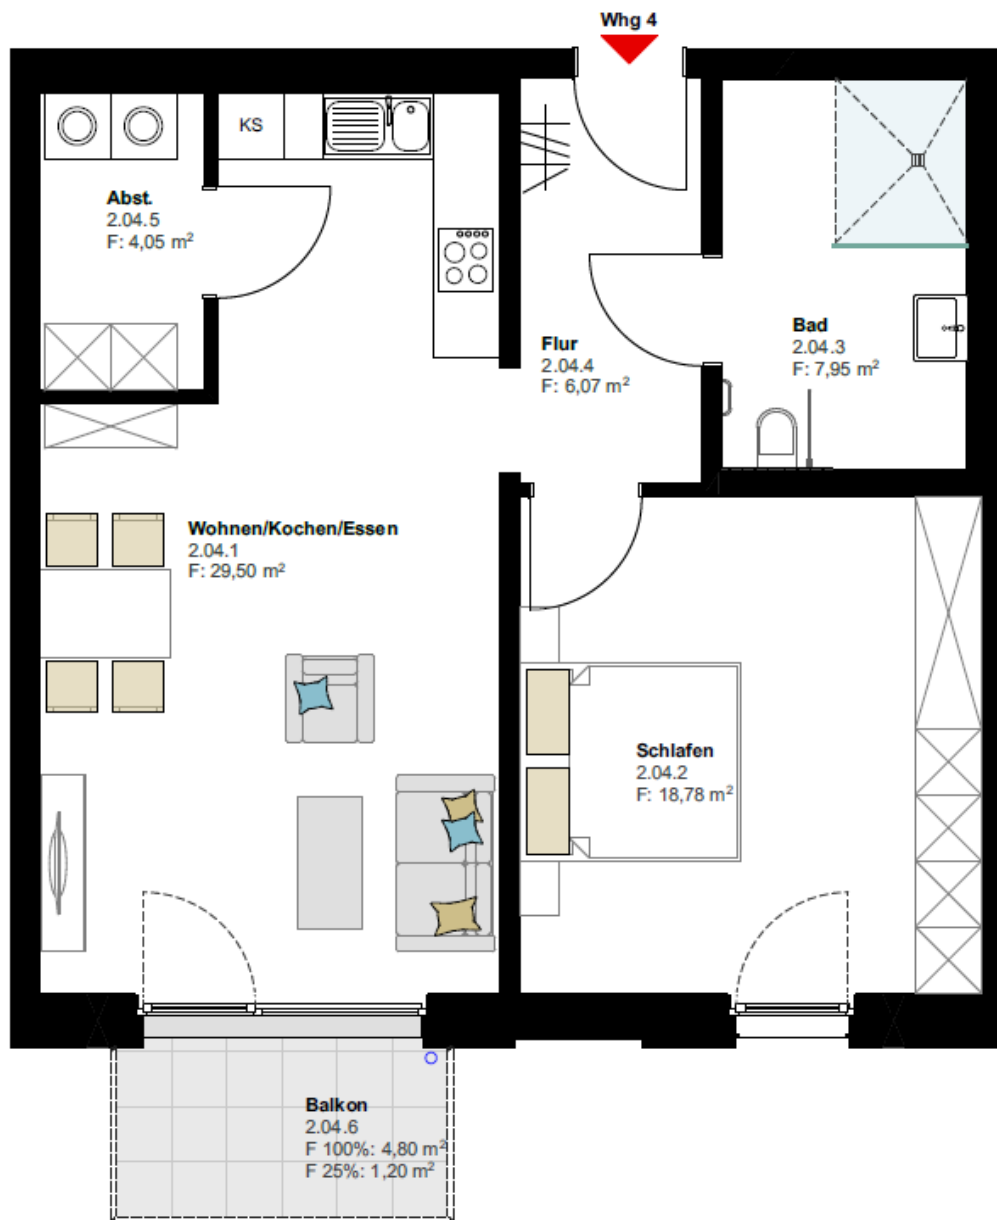 Whg 4
KS
Abst.
2.04.5
F: 4,05 m²
Flur
2.04.4
F: 6,07 m²
Bad
2.04.3
F: 7,95 m²
Wohnen/Kochen/Essen
2.04.1
F: 29,50 m²
Schlafen
2.04.2
F: 18,78 m²
Balkon
2.04.6
F 100%: 4,80 m²
F 25%: 1,20 m²